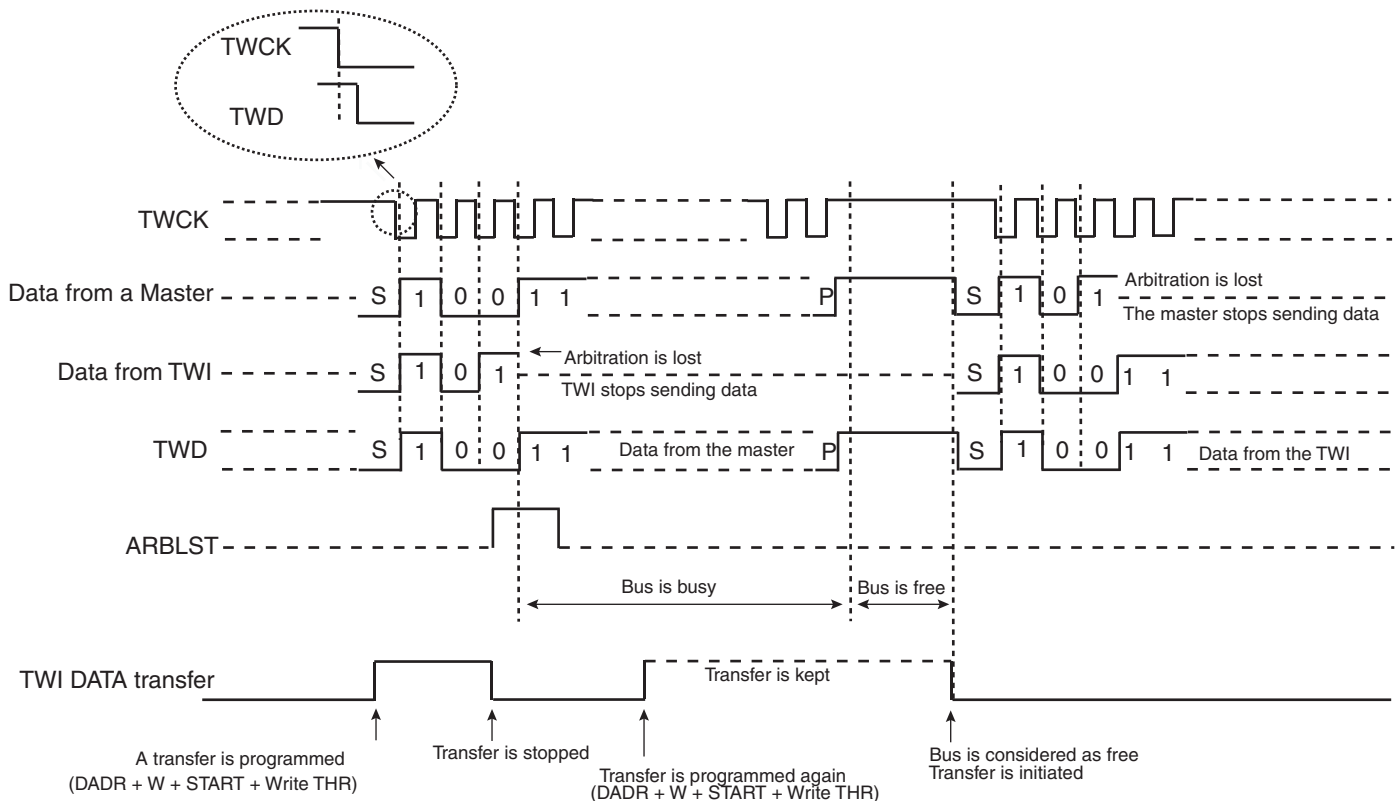 TWCK
TWD
TWCK
Data from a Master S 1 0 0 1 1 P S 1 0 1 Arbitration is lost
The master stops sending data
Data from TWI S 1 0 1 Arbitration is lost S 1 0 0 1 1
TWI stops sending data
TWD S 1 0 0 1 1 Data from the master P S 1 0 0 1 1 Data from the TWI
ARBLST
Bus is busy Bus is free
TWI DATA transfer Transfer is kept
A transfer is programmed
(DADR + W + START + Write THR)
Transfer is stopped
Transfer is programmed again
(DADR + W + START + Write THR)
Bus is considered as free
Transfer is initiated